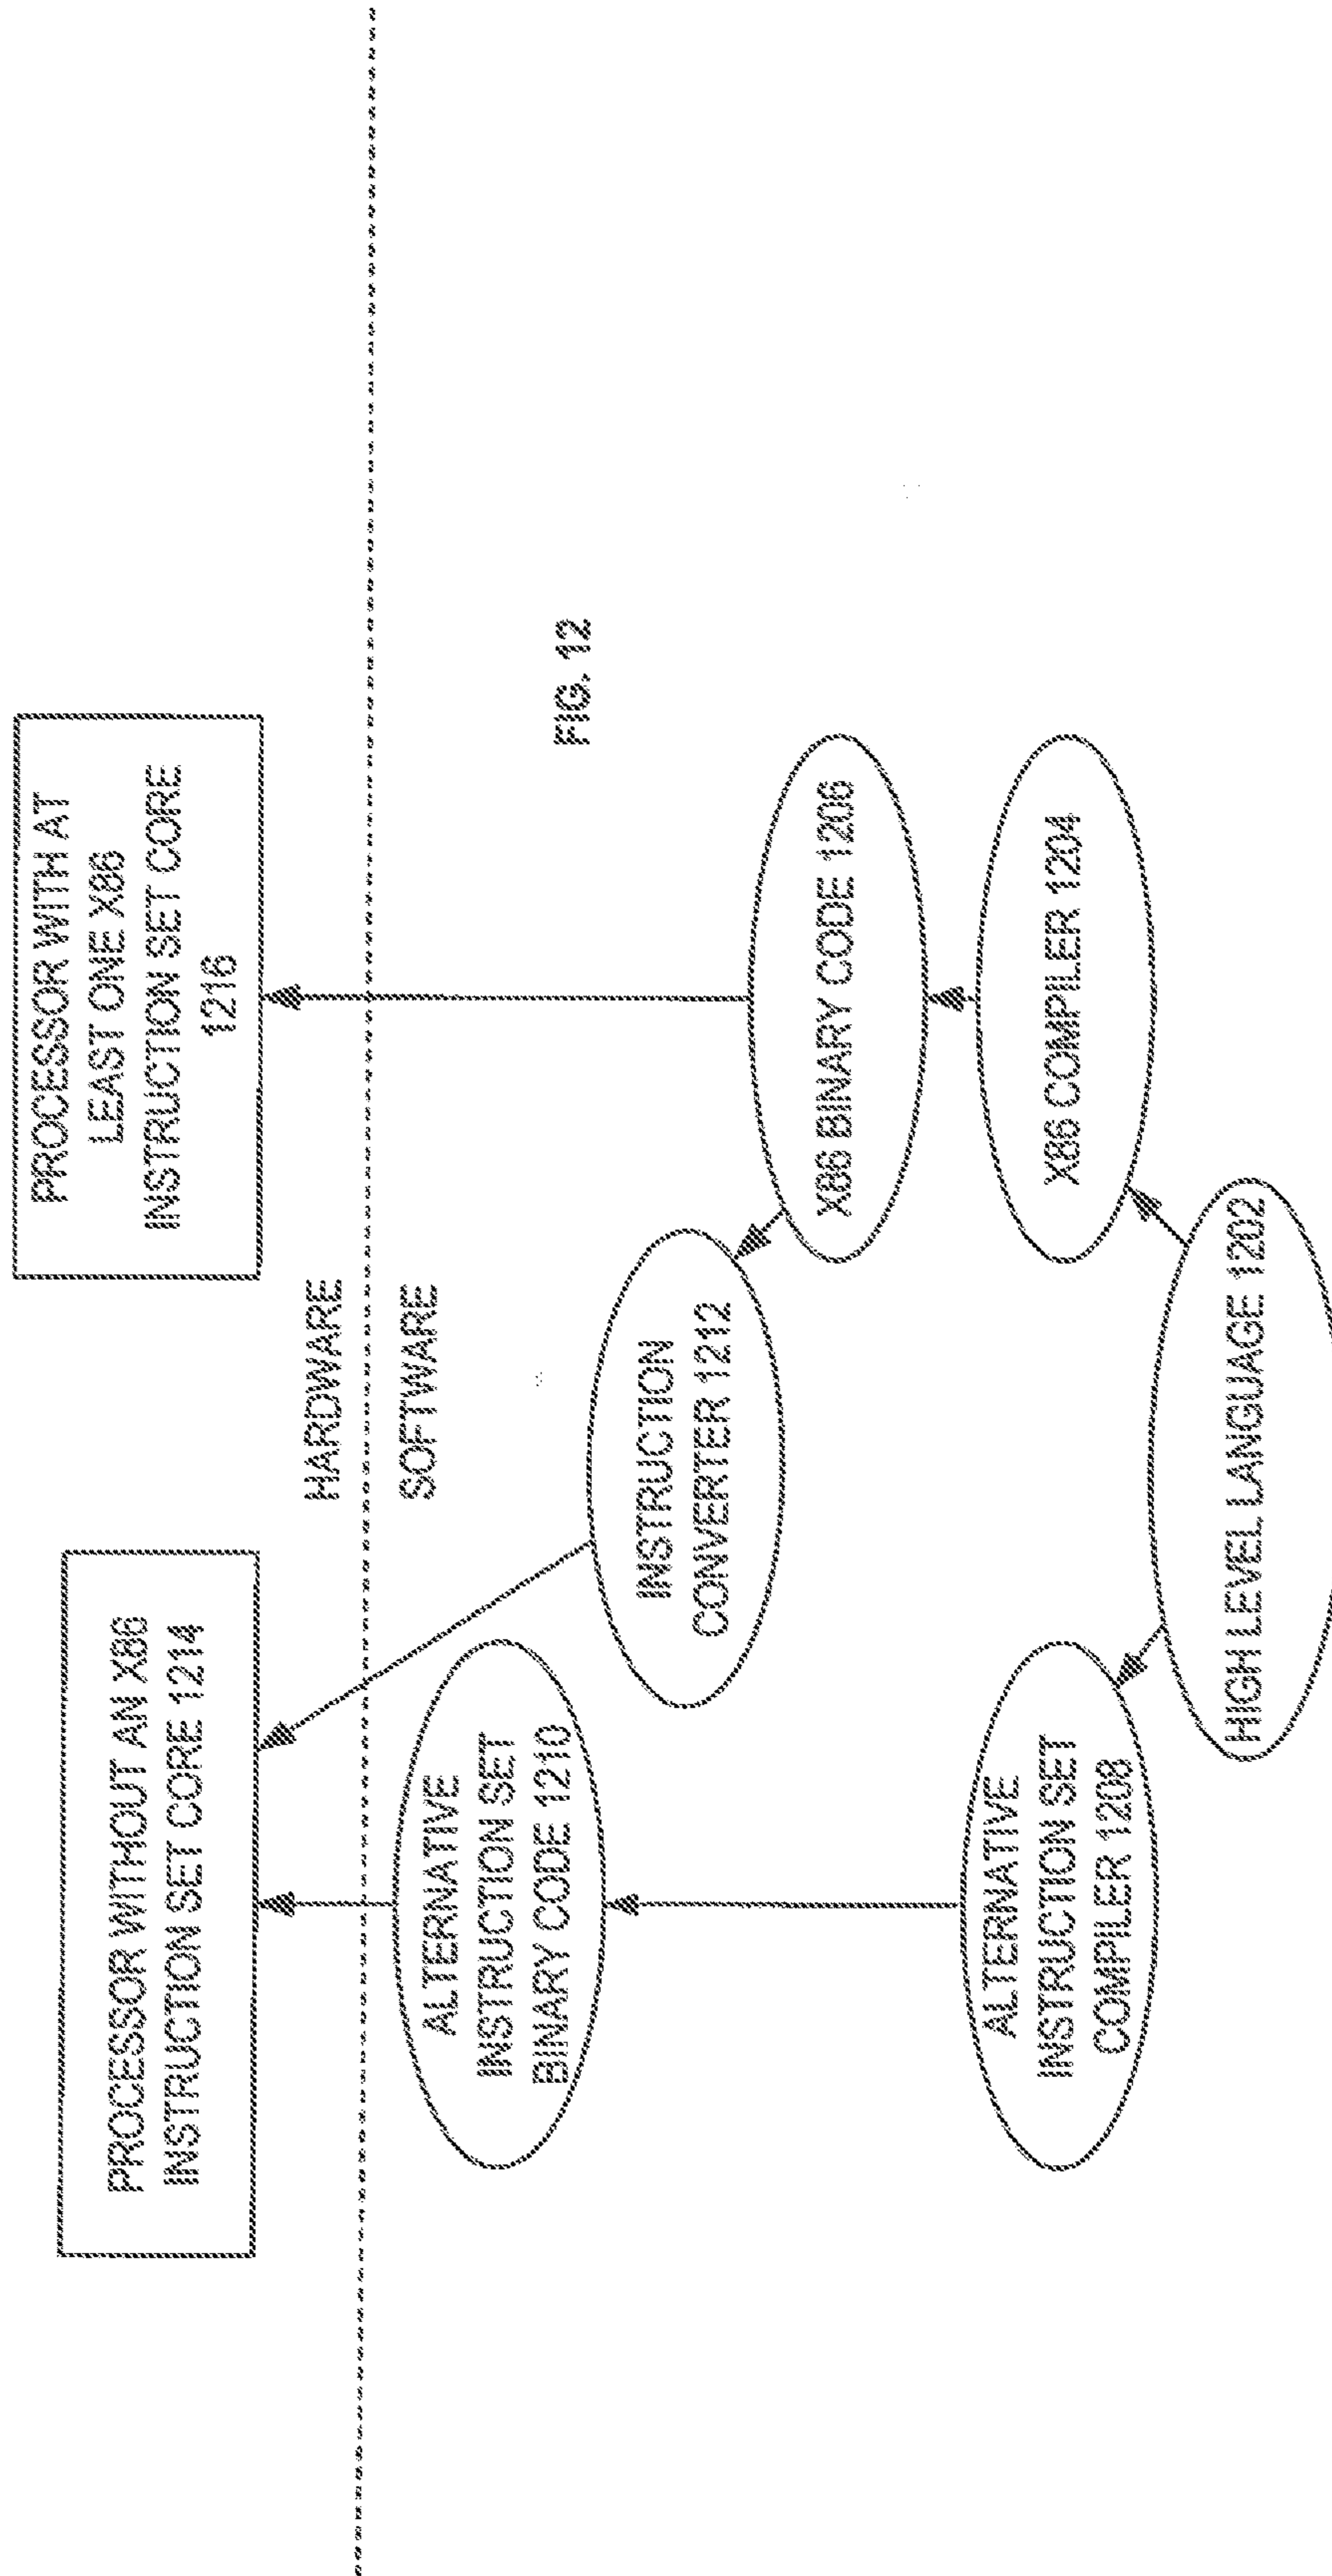 PROCESSOR WITHOUT AN X86
INSTRUCTION SET CORE 1214
PROCESSOR WITH AT
LEAST ONE X86
INSTRUCTION SET CORE
1216
HARDWARE
SOFTWARE
ALTERNATIVE
INSTRUCTION SET
BINARY CODE 1210
INSTRUCTION
CONVERTER 1212
FIG. 12
X86 BINARY CODE 1206
ALTERNATIVE
INSTRUCTION SET
COMPILER 1208
X86 COMPILER 1204
HIGH LEVEL LANGUAGE 1202